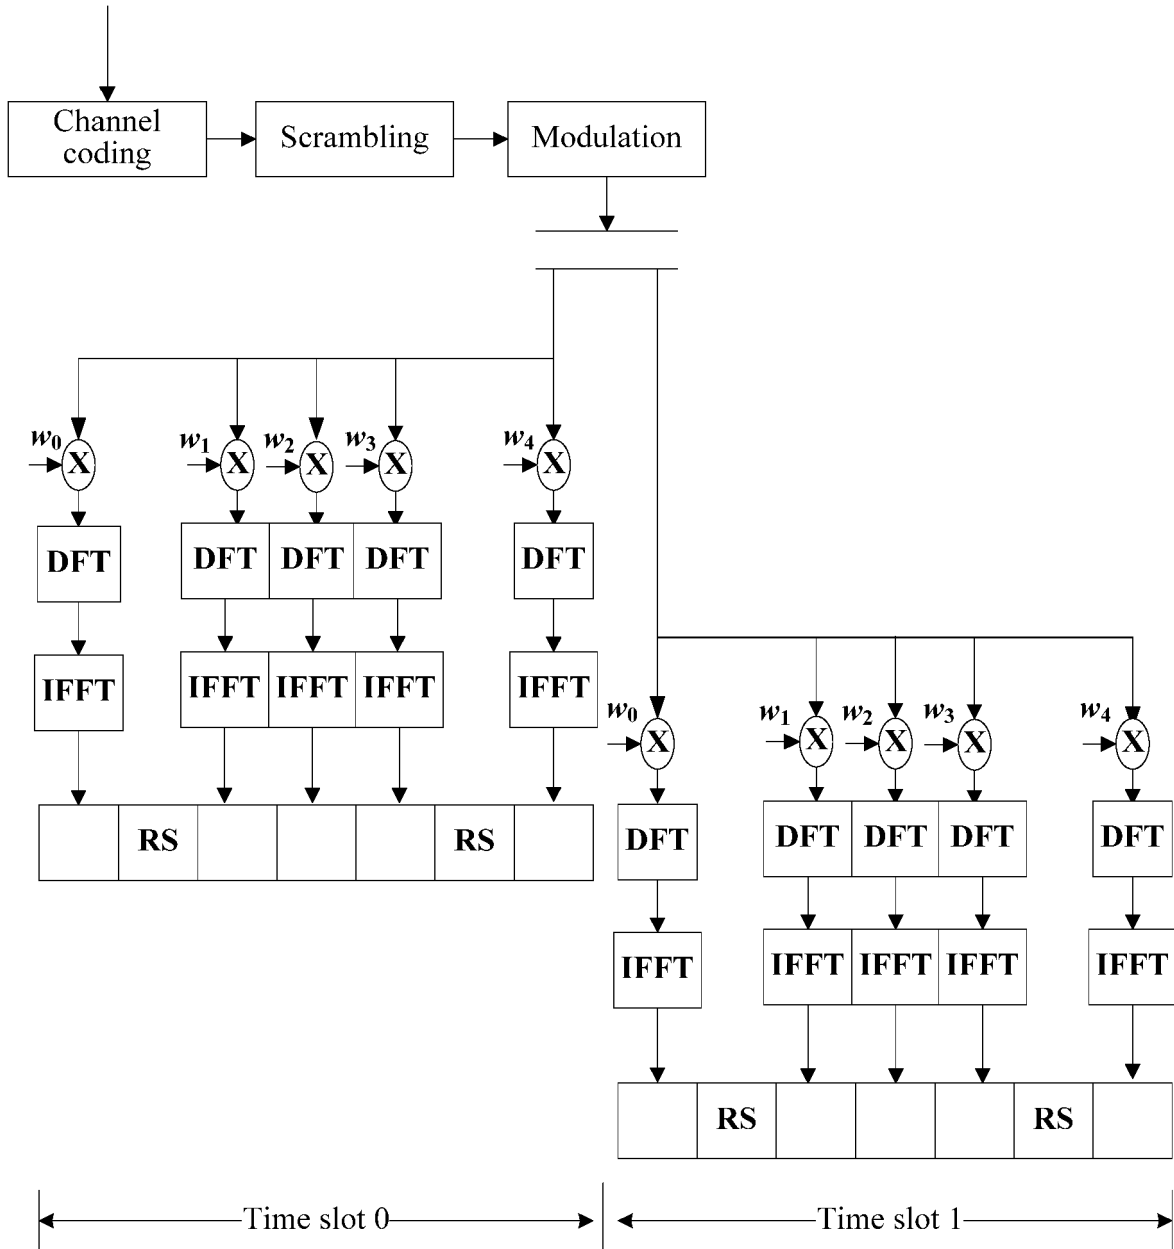 Channel
coding
Scrambling
Modulation
w0 w1 w2 w3 w4
X X X X X
DFT DFT DFT DFT DFT
IFFT IFFT IFFT IFFT IFFT
RS RS
w0 w1 w2 w3 w4
X X X X X
DFT DFT DFT DFT DFT
IFFT IFFT IFFT IFFT IFFT
RS RS
Time slot 0 Time slot 1